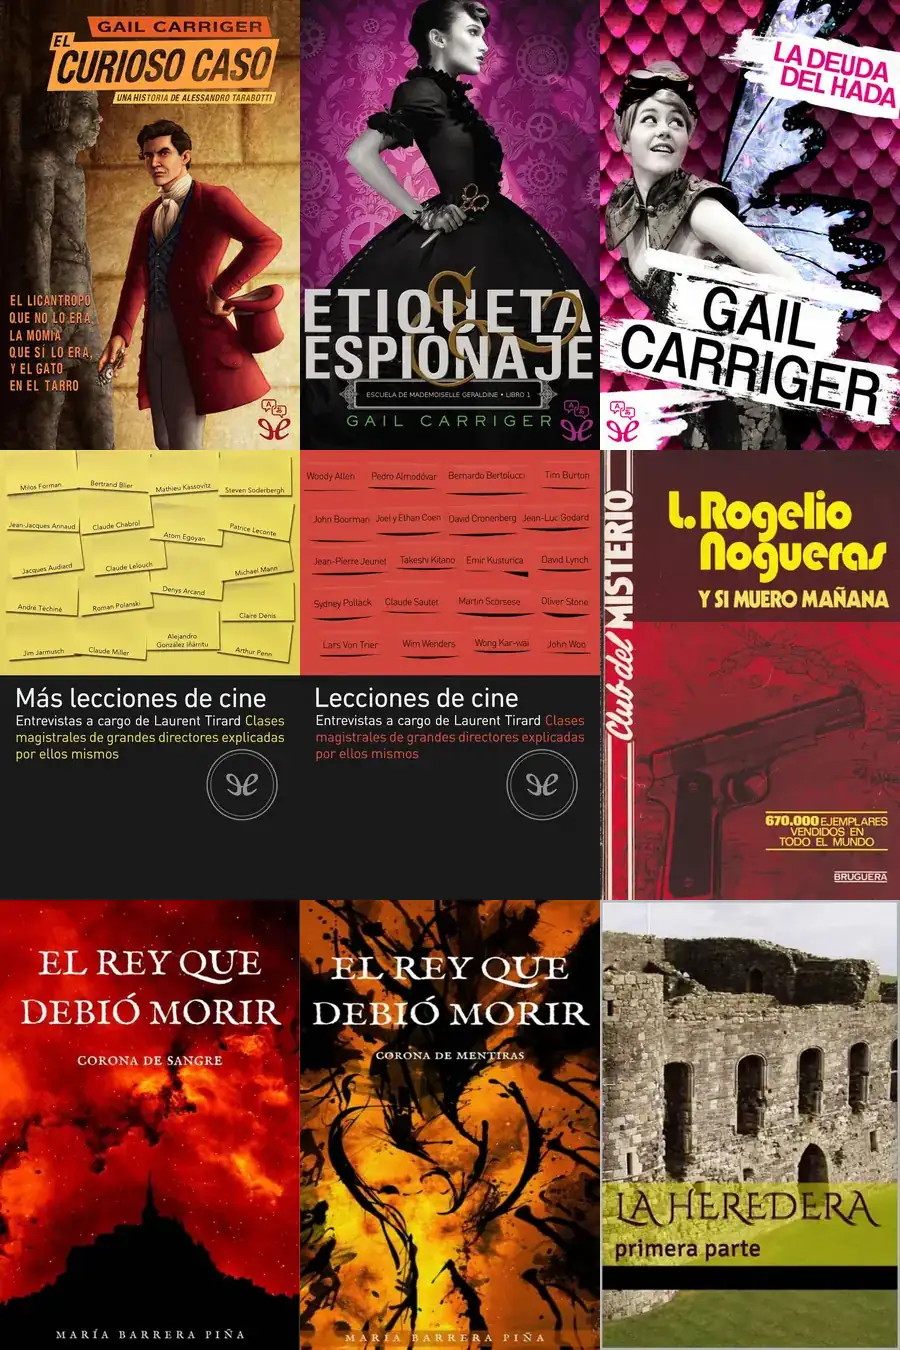 GAIL CARRIGER
EL
CURIOSO CASO
UNA HISTORIA DE ALESSANDRO TARABOTTI
EL LICÁNTROPO
QUE NO LO ERA,
LA MOMIA
QUE SÍ LO ERA,
Y EL GATO
EN EL TARRO
ETIQUETA
&
ESPIONAJE
ESCUELA DE MADEMOISELLE GERALDINE • LIBRO 1
GAIL CARRIGER
LA DEUDA
DEL HADA
GAIL
CARRIGER
Milos Forman
Bertrand Blier
Mathieu Kassovitz
Steven Soderbergh
Jean-Jacques Annaud
Claude Chabrol
Atom Egoyan
Patrice Leconte
Jacques Audiard
Claude Lelouch
Denys Arcand
Michael Mann
André Téchiné
Roman Polanski
Alejandro
González Iñárritu
Claire Denis
Jim Jarmusch
Claude Miller
Arthur Penn
Más lecciones de cine
Entrevistas a cargo de Laurent Tirard Clases
magistrales de grandes directores explicadas
por ellos mismos
Woody Allen
Pedro Almodóvar
Bernardo Bertolucci
Tim Burton
John Boorman
Joel y Ethan Coen
David Cronenberg
Jean-Luc Godard
Jean-Pierre Jeunet
Takeshi Kitano
Emir Kusturica
David Lynch
Sydney Pollack
Claude Sautet
Martin Scorsese
Oliver Stone
Lars Von Trier
Wim Wenders
Wong Kar-wai
John Woo
Lecciones de cine
Entrevistas a cargo de Laurent Tirard Clases
magistrales de grandes directores explicadas
por ellos mismos
Club del MISTERIO
L. Rogelio
Nogueras
Y SI MUERO MAÑANA
670.000 EJEMPLARES
VENDIDOS EN
TODO EL MUNDO
BRUGUERA
EL REY QUE
DEBIÓ MORIR
CORONA DE SANGRE
MARÍA BARRERA PIÑA
EL REY QUE
DEBIÓ MORIR
CORONA DE MENTIRAS
MARÍA BARRERA PIÑA
LA HEREDERA
primera parte